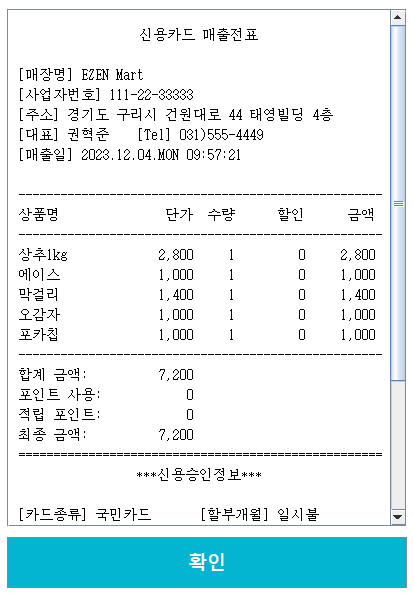 신용카드 매출전표
[매장명] EZEN Mart
[사업자번호] 111-22-33333
[주소] 경기도 구리시 건원대로 44 태영빌딩 4층
[대표] 권혁준 [Tel] 031)555-4449
[매출일] 2023.12.04.MON 09:57:21
상품명 단가 수량 할인 금액
상추1kg 2,800 1 0 2,800
에이스 1,000 1 0 1,000
막걸리 1,400 1 0 1,400
오감자 1,000 1 0 1,000
포카칩 1,000 1 0 1,000
합계 금액: 7,200
포인트 사용: 0
적립 포인트: 0
최종 금액: 7,200
***신용승인정보***
[카드종류] 국민카드 [할부개월] 일시불
확인